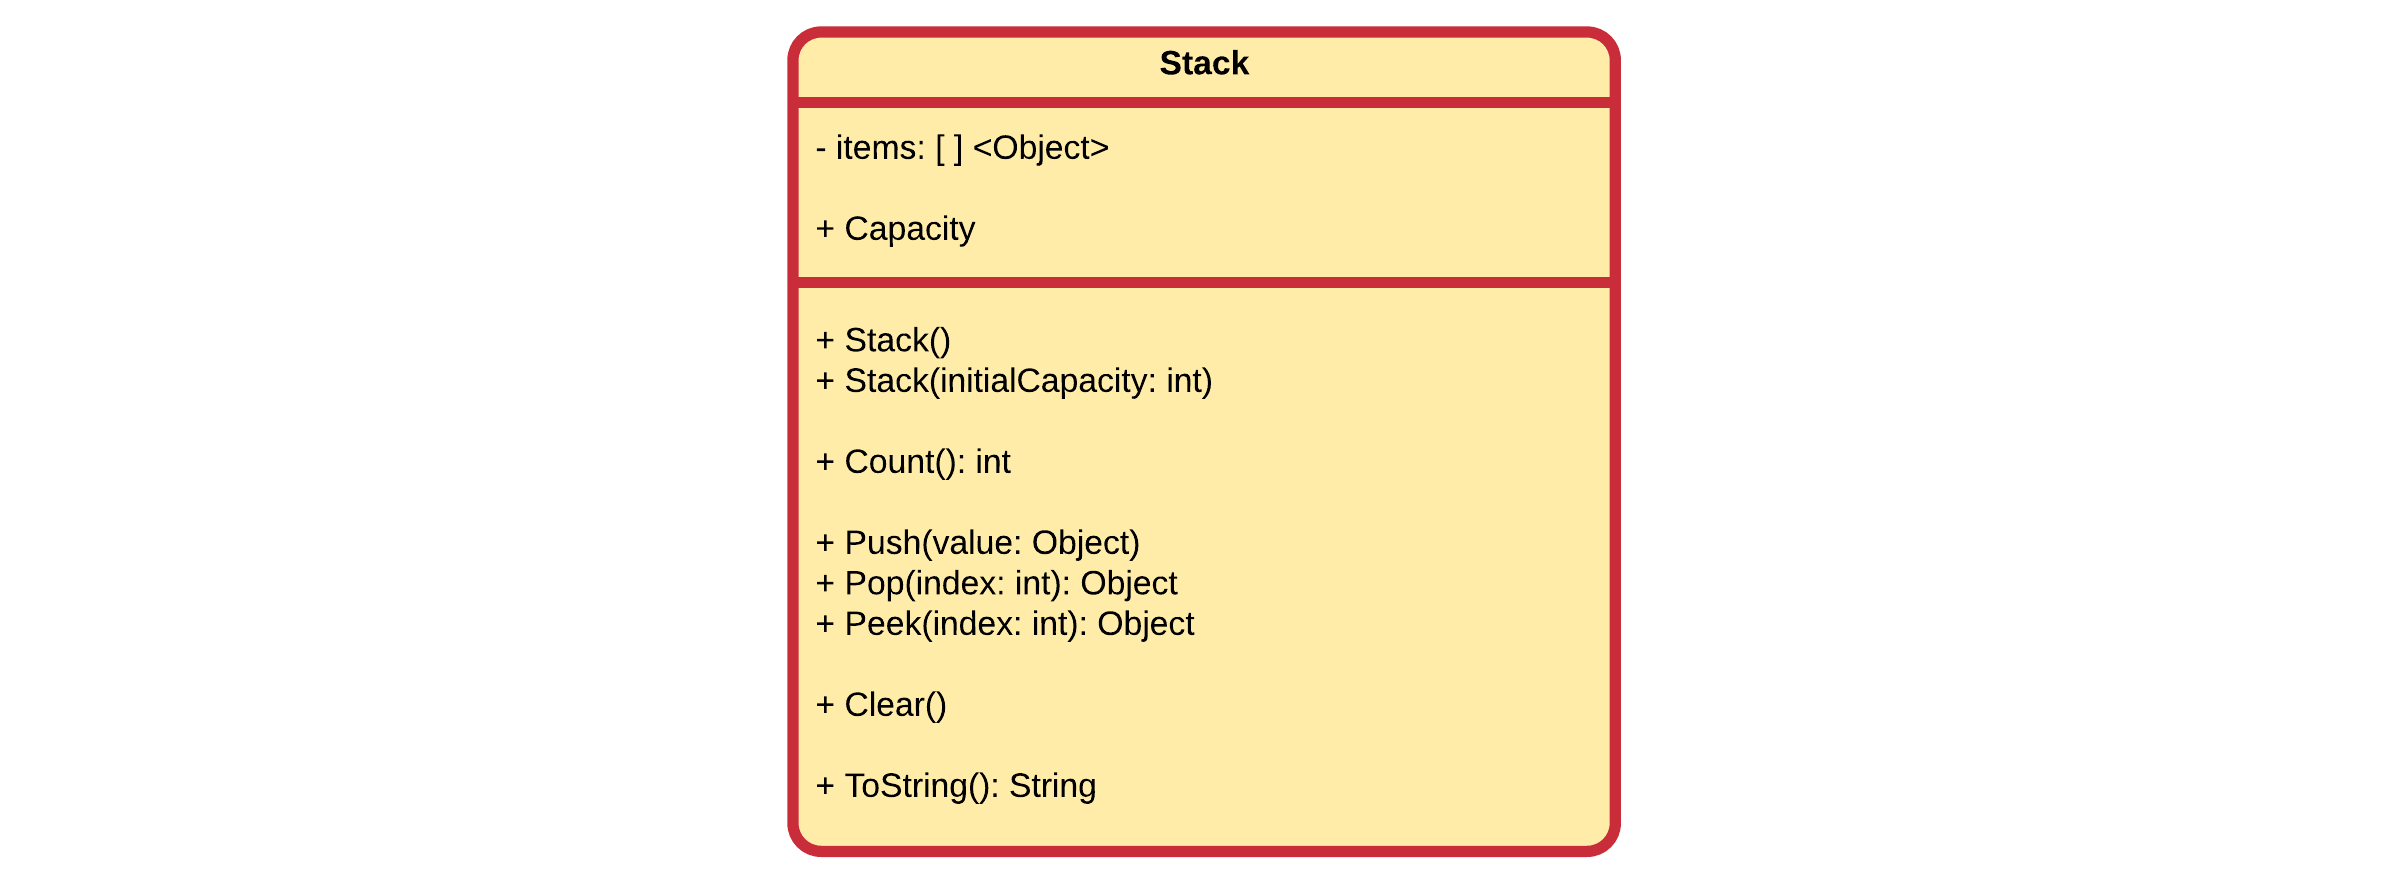 Stack
- items: [ ] <Object>
+ Capacity
+ Stack()
+ Stack(initialCapacity: int)
+ Count(): int
+ Push(value: Object)
+ Pop(index: int): Object
+ Peek(index: int): Object
+ Clear()
+ ToString(): String